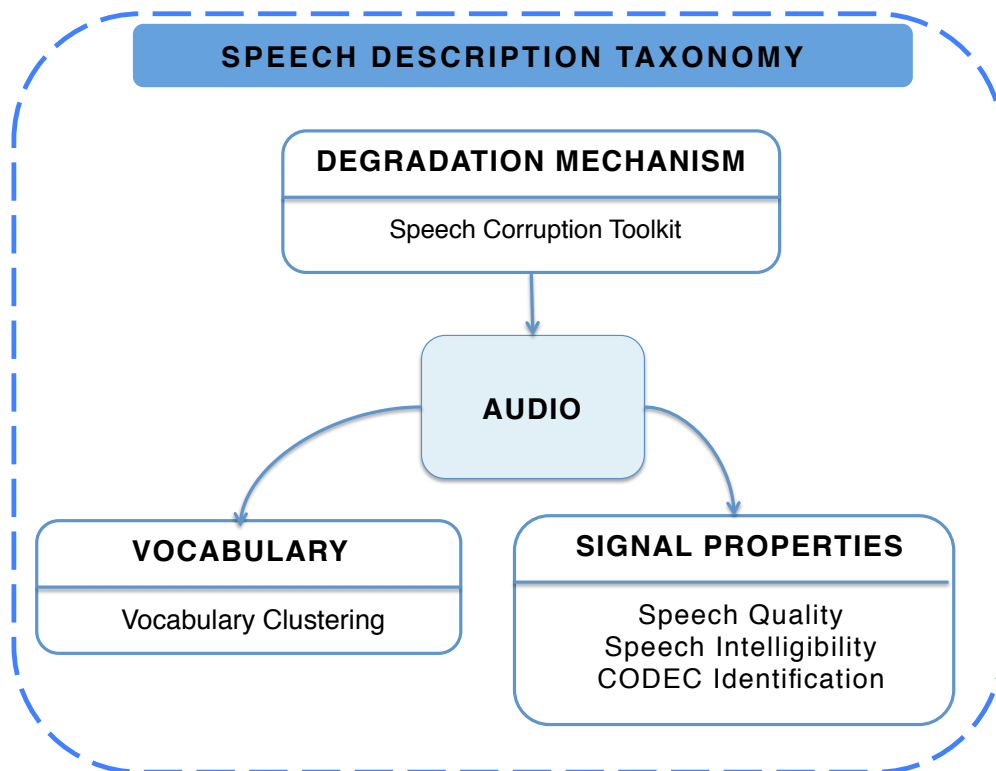 SPEECH DESCRIPTION TAXONOMY
DEGRADATION MECHANISM
Speech Corruption Toolkit
AUDIO
VOCABULARY
Vocabulary Clustering
SIGNAL PROPERTIES
Speech Quality
Speech Intelligibility
CODEC Identification